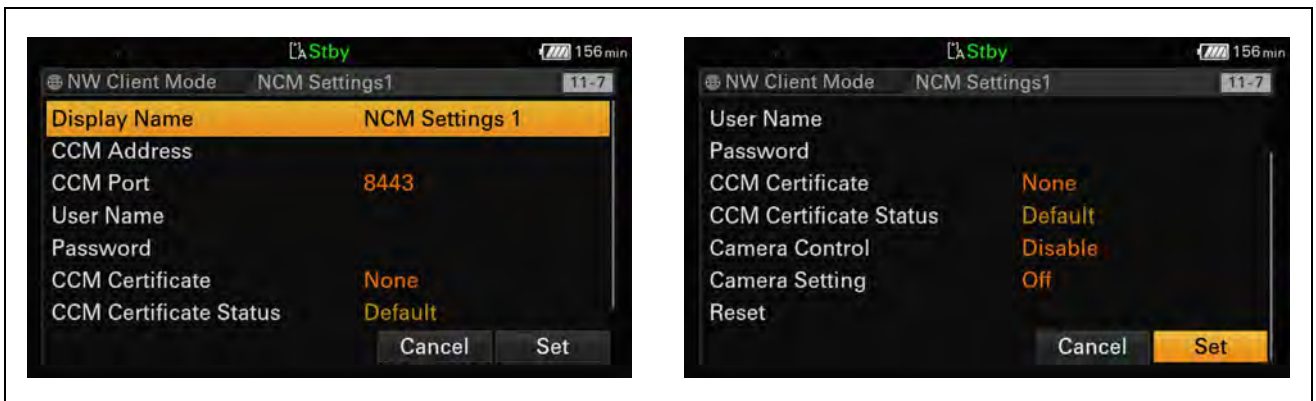 A Stby 156 min
NW Client Mode NCM Settings1 11-7
Display Name NCM Settings 1
CCM Address
CCM Port 8443
User Name
Password
CCM Certificate None
CCM Certificate Status Default
Cancel Set
A Stby 156 min
NW Client Mode NCM Settings1 11-7
User Name
Password
CCM Certificate None
CCM Certificate Status Default
Camera Control Disable
Camera Setting Off
Reset
Cancel Set